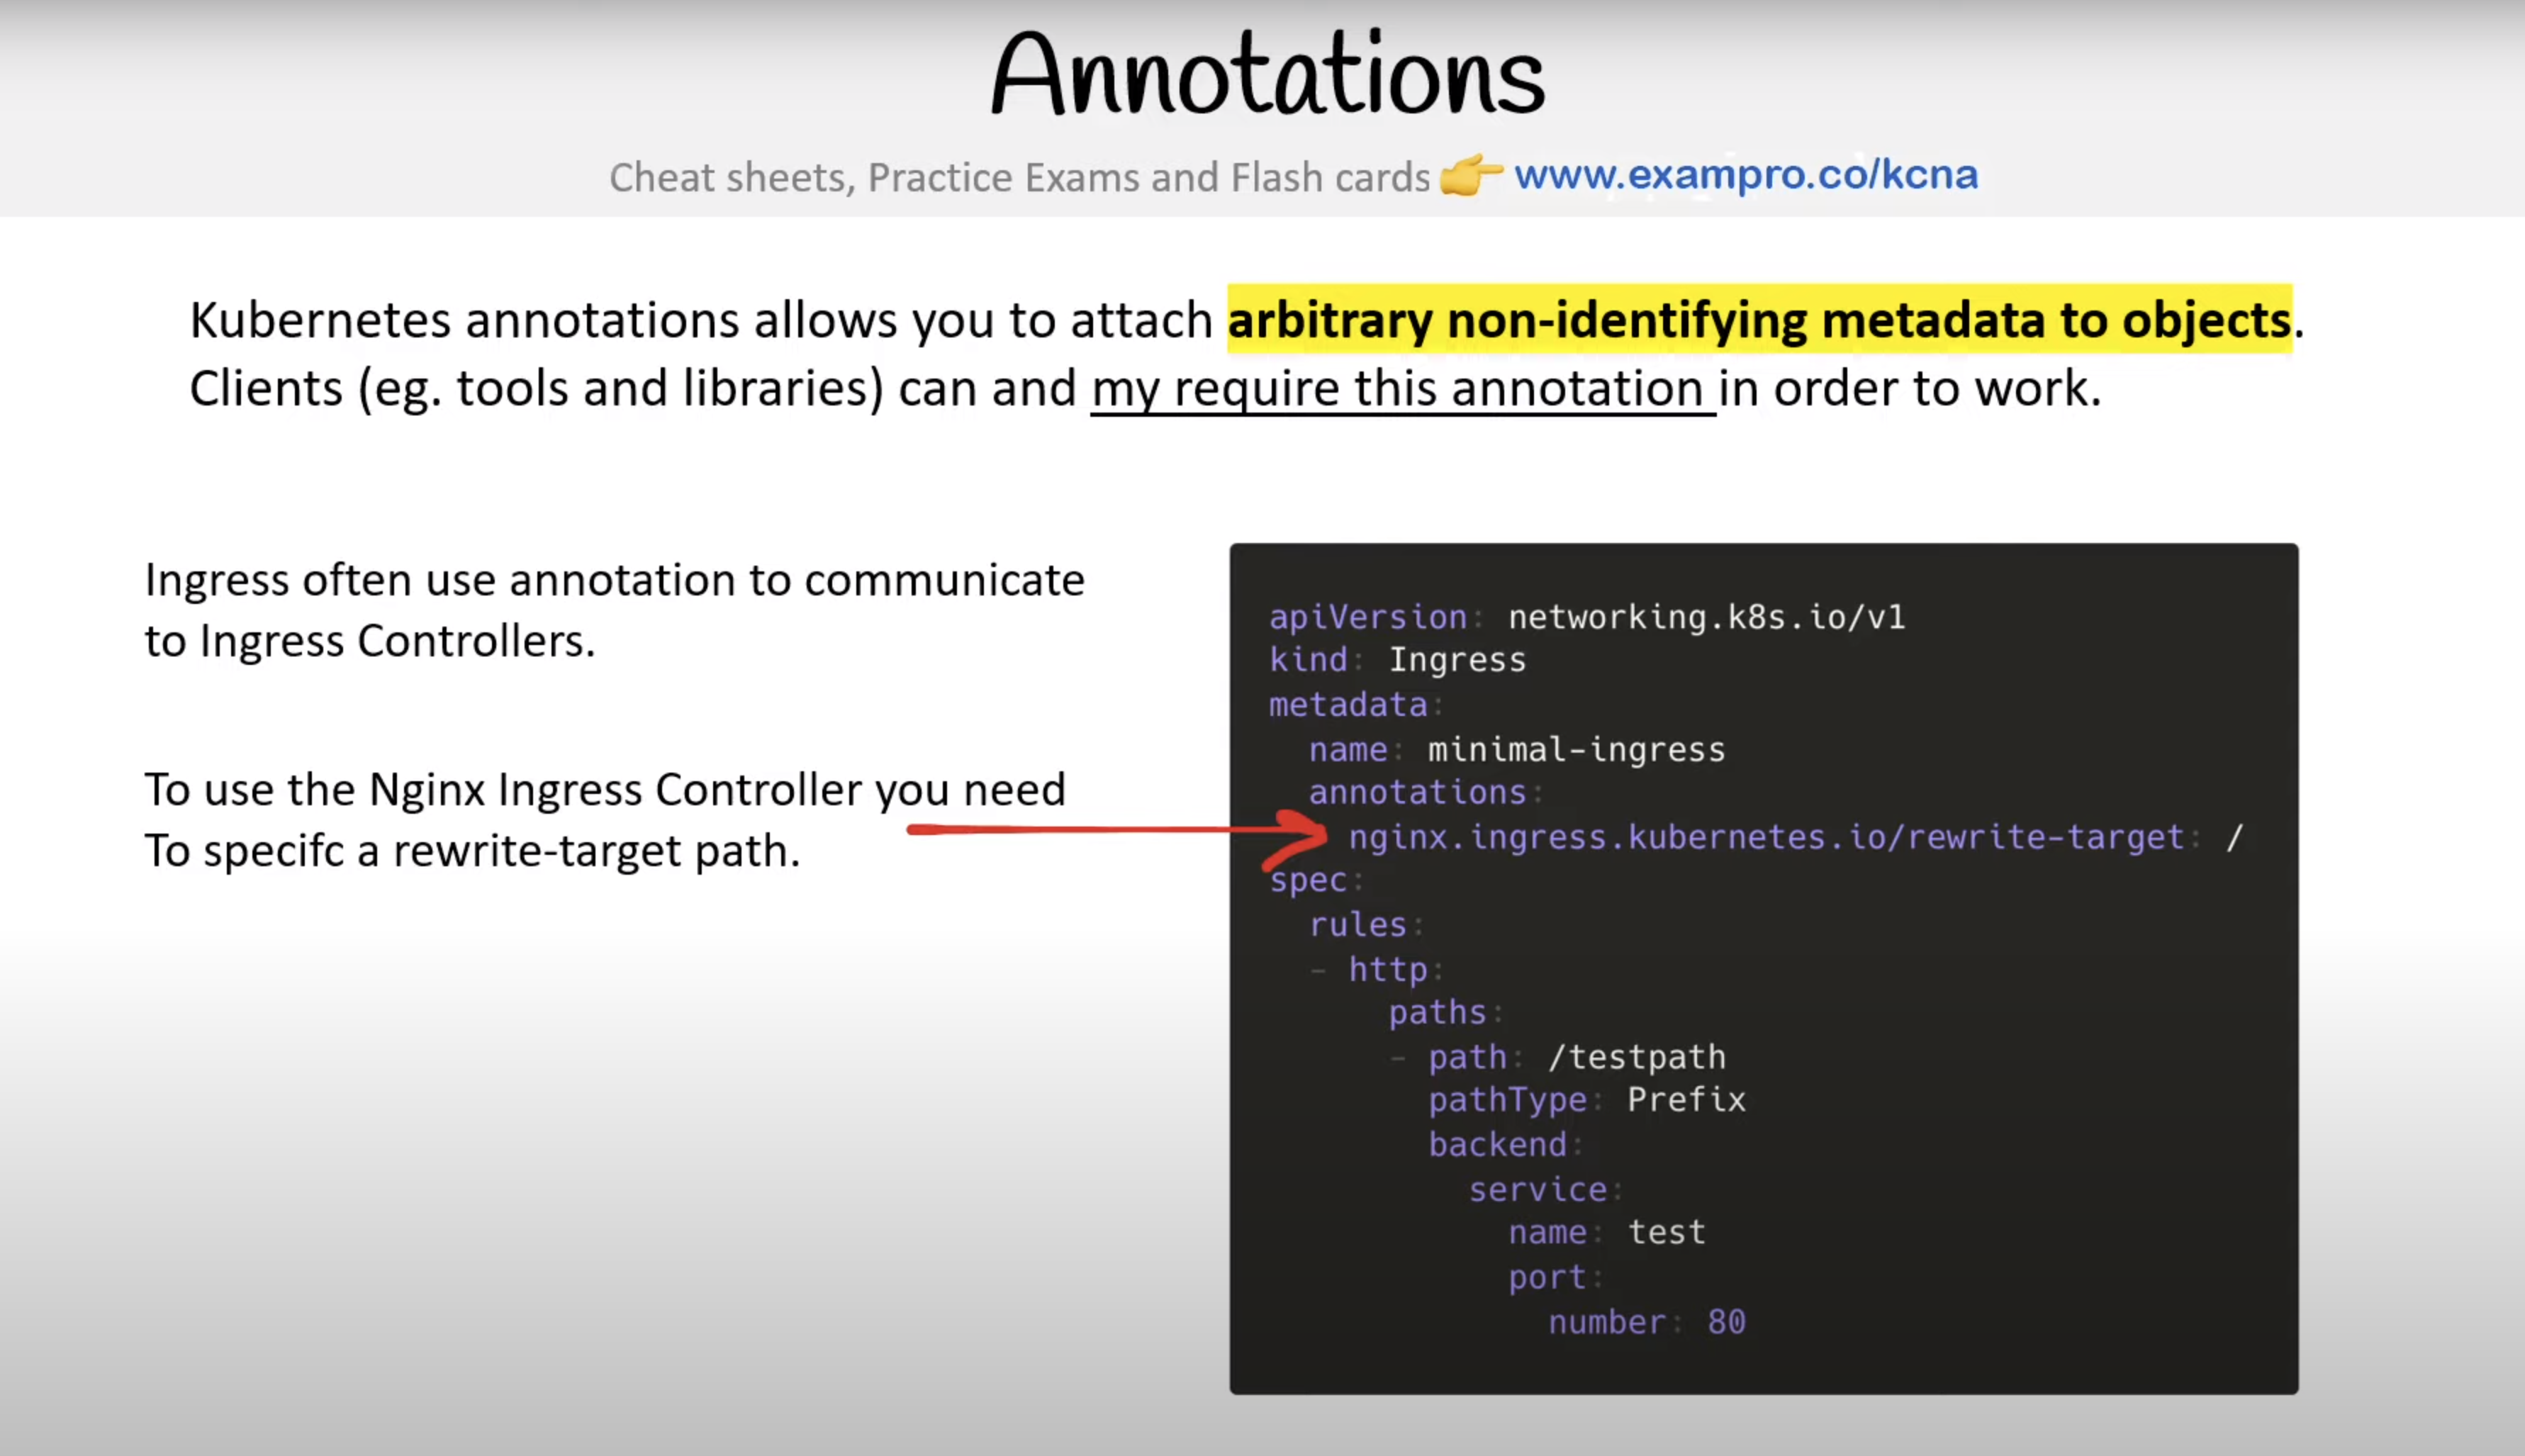 Annotations
Cheat sheets, Practice Exams and Flash cards 👉 www.exampro.co/kcna
Kubernetes annotations allows you to attach arbitrary non-identifying metadata to objects.
Clients (eg. tools and libraries) can and my require this annotation in order to work.
Ingress often use annotation to communicate
to Ingress Controllers.
To use the Nginx Ingress Controller you need
To specifc a rewrite-target path.
apiVersion: networking.k8s.io/v1
kind: Ingress
metadata:
  name: minimal-ingress
  annotations:
    nginx.ingress.kubernetes.io/rewrite-target: /
spec:
  rules:
  - http:
      paths:
      - path: /testpath
        pathType: Prefix
        backend:
          service:
            name: test
            port:
              number: 80